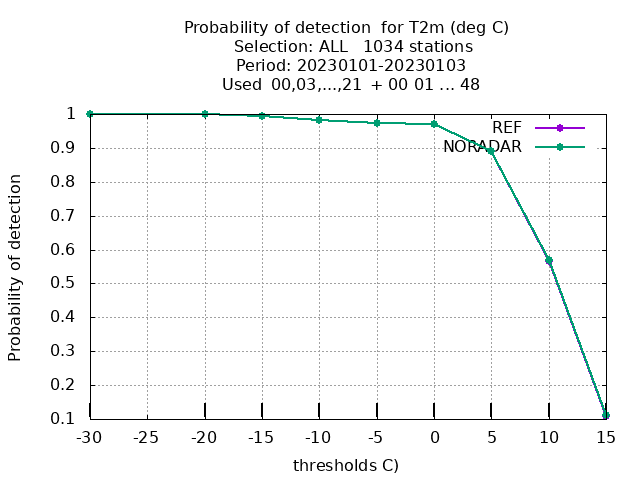 Probability of detection  for T2m (deg C)
Selection: ALL   1034 stations
Period: 20230101-20230103
Used  00,03,...,21  + 00 01 ... 48
REF
NORADAR
Probability of detection
1
0.9
0.8
0.7
0.6
0.5
0.4
0.3
0.2
0.1
-30 -25 -20 -15 -10 -5 0 5 10 15
thresholds C)